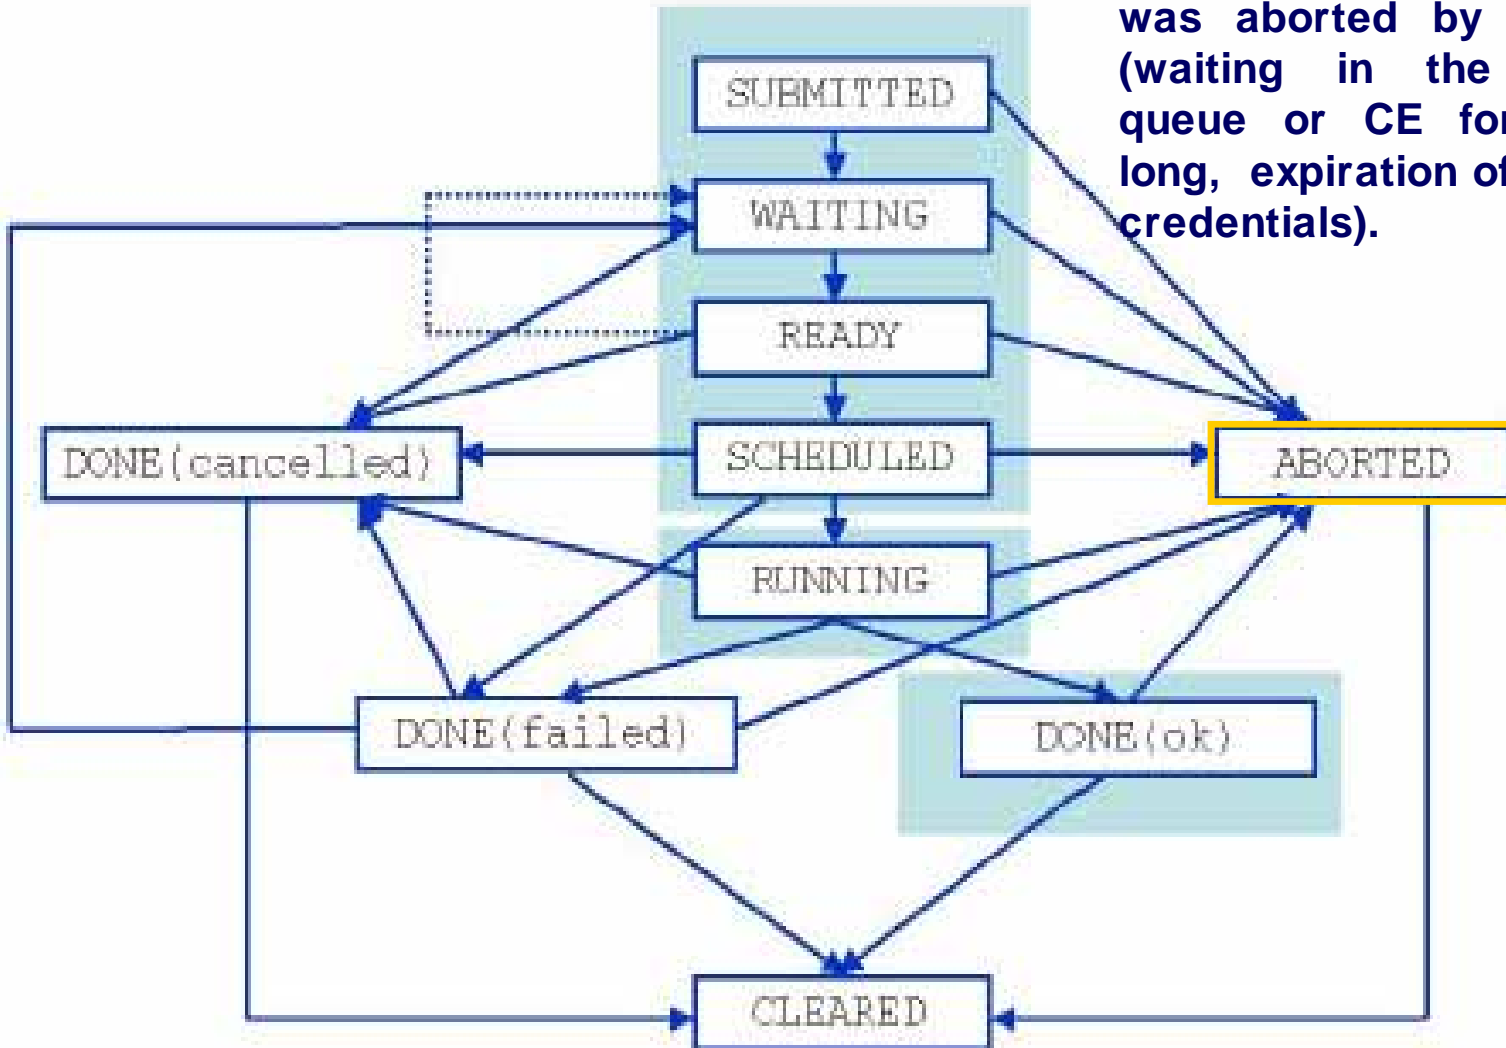 was aborted by
(waiting in the
queue or CE for
long, expiration of
credentials).
SUBMITTED
WAITING
READY
DONE(cancelled)
SCHEDULED
ABORTED
RUNNING
DONE(failed)
DONE(ok)
CLEARED